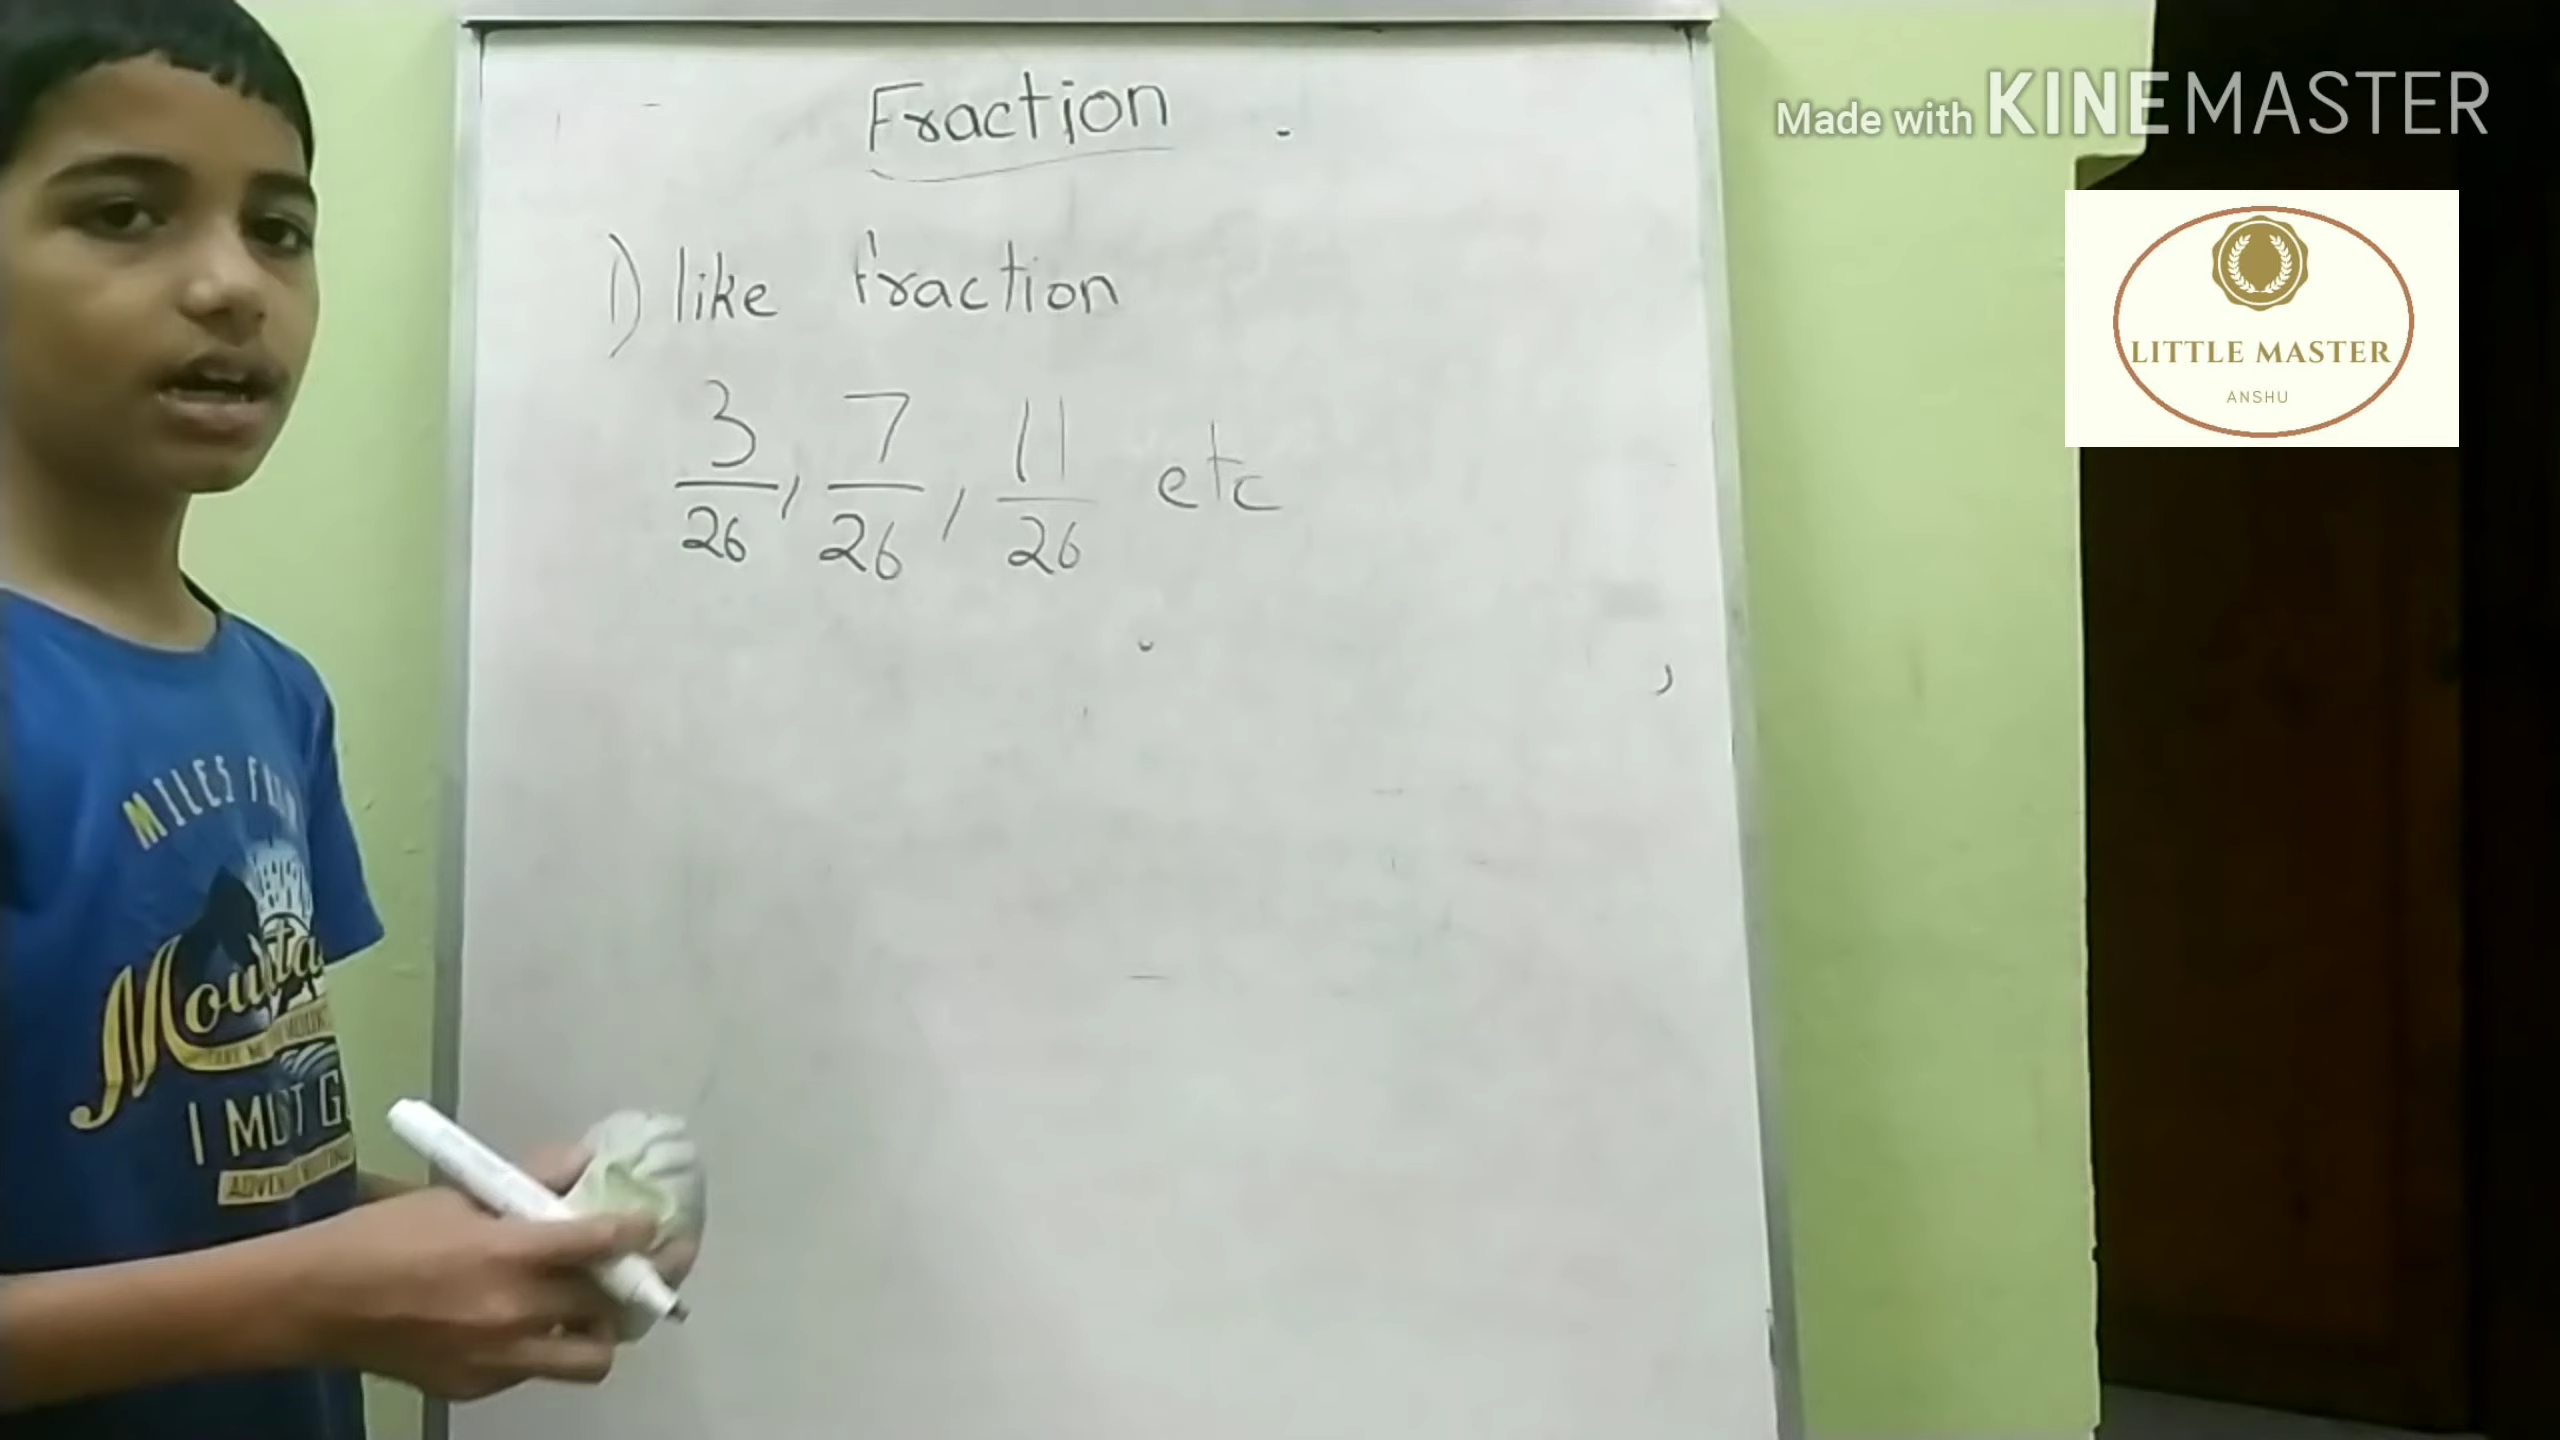 Fraction
Made with KINEMASTER
1) like fraction
LITTLE MASTER
ANSHU
3/26, 7/26, 11/26 etc
MILES
I MUST